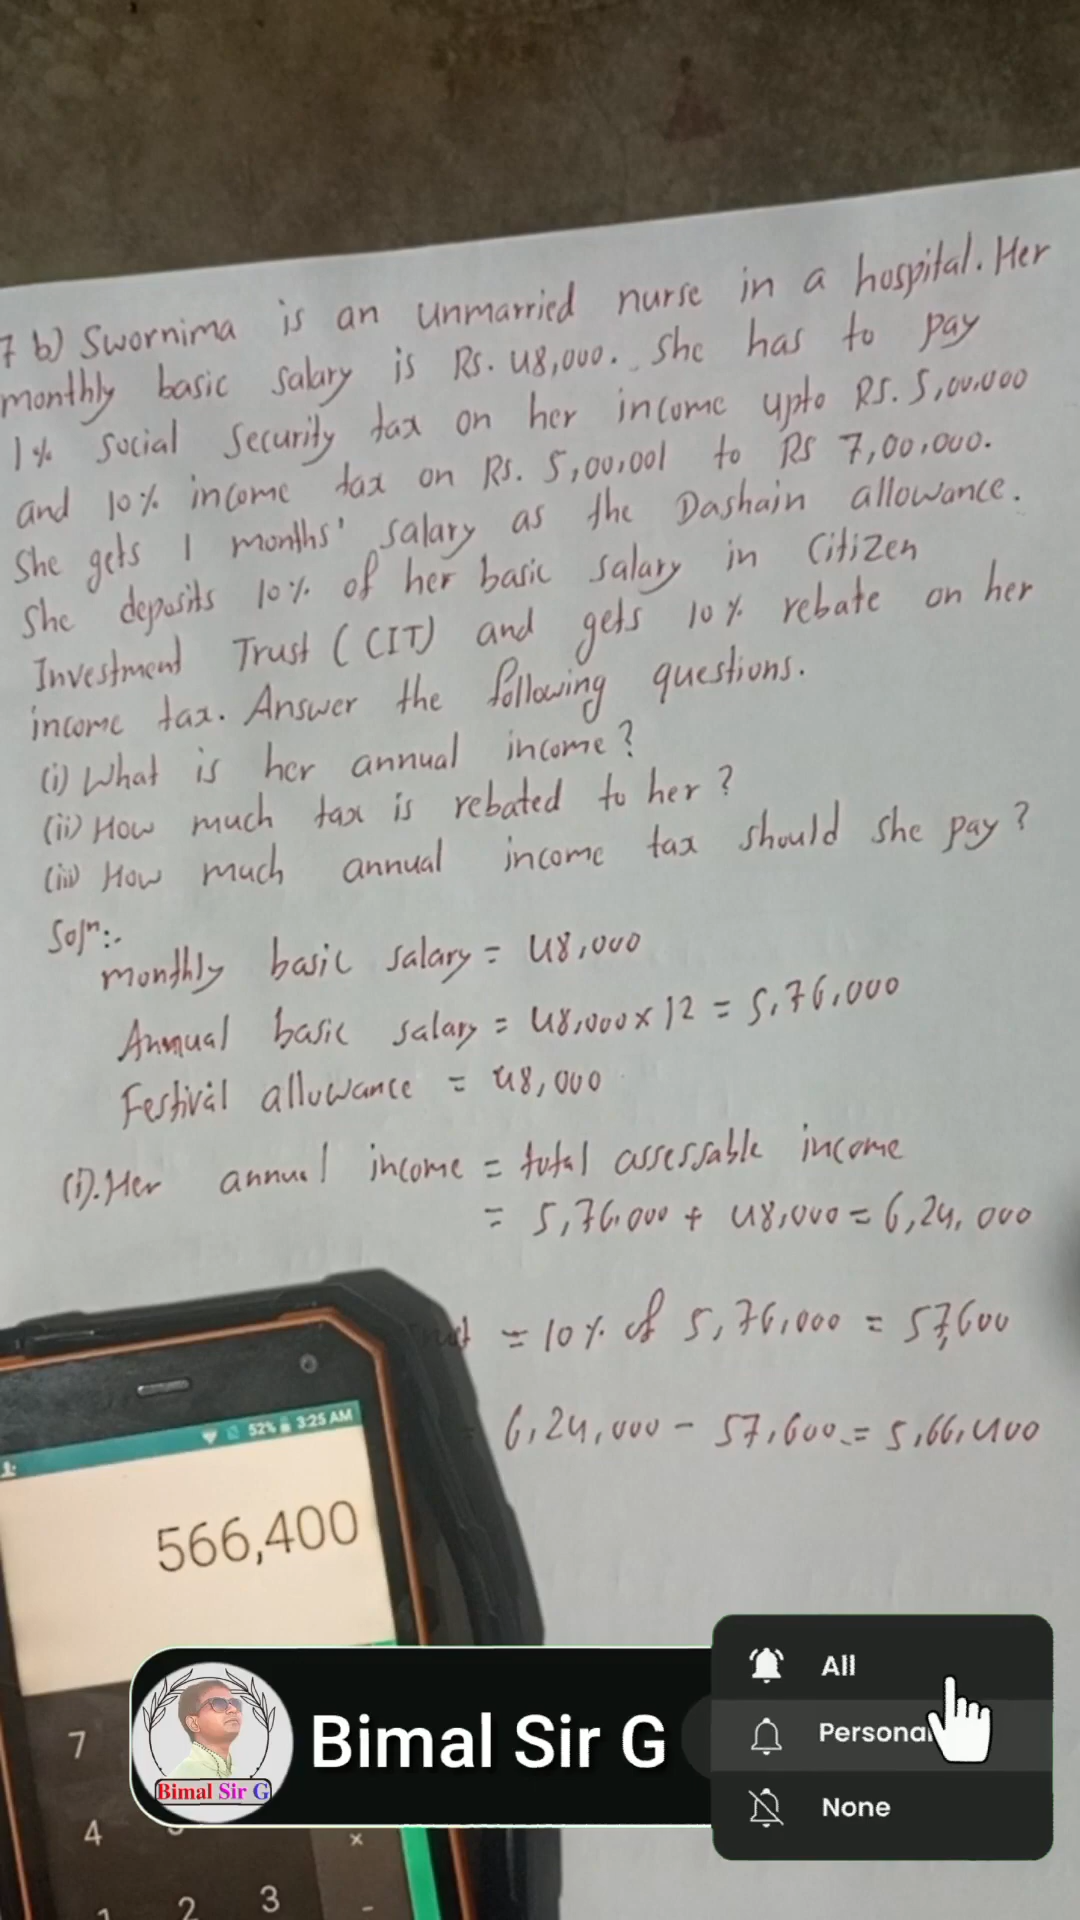 7 b) Swornima is an unmarried nurse in a hospital. Her
monthly basic salary is Rs. 48,000. She has to pay
1% social security tax on her income upto Rs. 5,00,000
and 10% income tax on Rs. 5,00,001 to Rs 7,00,000.
She gets 1 months' salary as the Dashain allowance.
She deposits 10% of her basic salary in Citizen
Investment Trust (CIT) and gets 10% rebate on her
income tax. Answer the following questions.
(i) What is her annual income?
(ii) How much tax is rebated to her?
(iii) How much annual income tax should she pay?
Solⁿ:-
monthly basic salary = 48,000
Annual basic salary = 48,000 × 12 = 5,76,000
Festival allowance = 48,000
(i). Her annual income = total assessable income
= 5,76,000 + 48,000 = 6,24,000
= 10% of 5,76,000 = 57,600
6,24,000 - 57,600 = 5,66,400
52% 3:25 AM
566,400
7
4
×
1 2 3 -
Bimal Sir G
Bimal Sir G
All
None